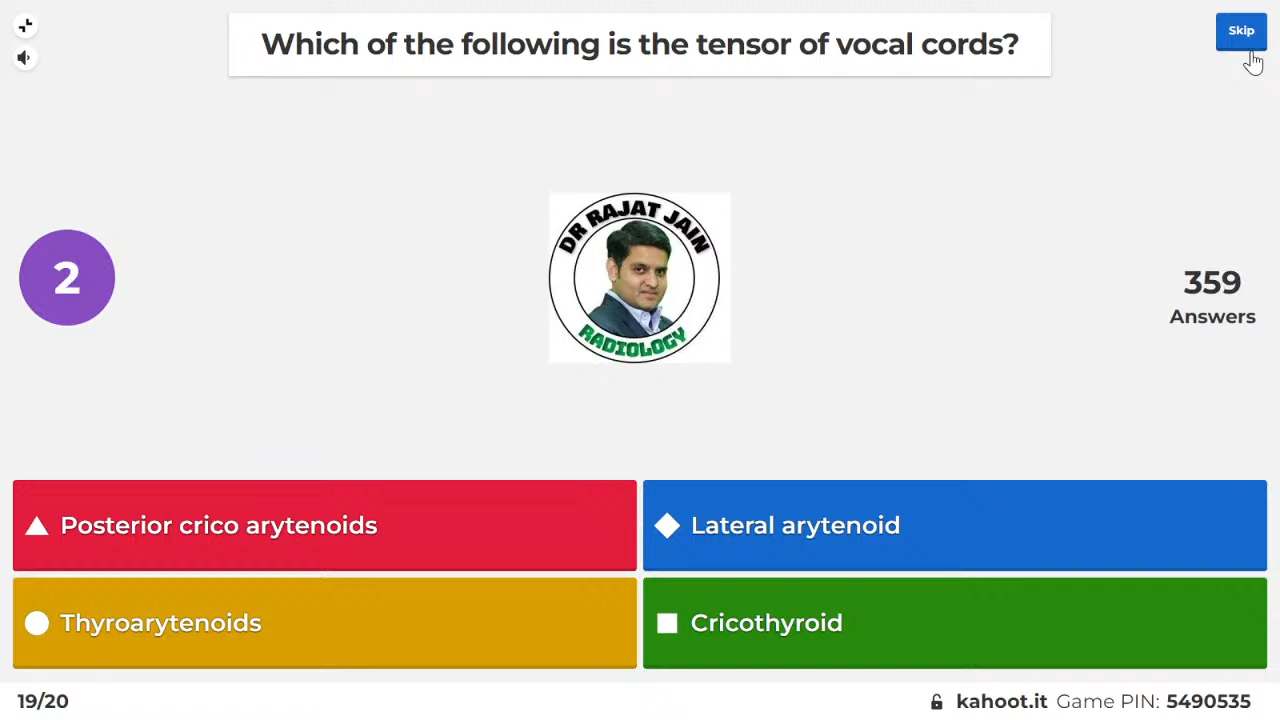 Which of the following is the tensor of vocal cords?
Skip
DR RAJAT JAIN
RADIOLOGY
2
359
Answers
Posterior crico arytenoids
Lateral arytenoid
Thyroarytenoids
Cricothyroid
19/20
kahoot.it Game PIN: 5490535